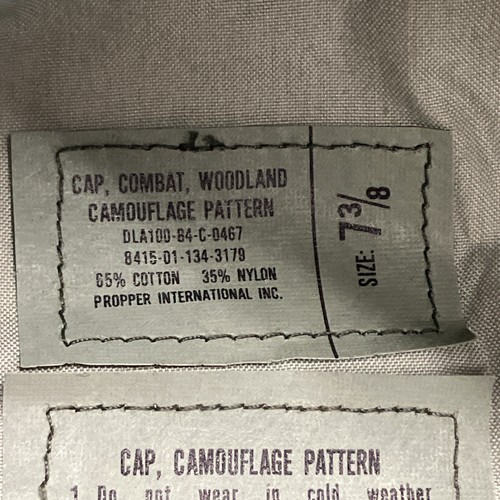 CAP, COMBAT, WOODLAND
CAMOUFLAGE PATTERN
DLA100-84-C-0467
8415-01-134-3179
65% COTTON 35% NYLON
PROPPER INTERNATIONAL INC.
SIZE: 7 3/8
CAP, CAMOUFLAGE PATTERN
1. Do not wear in cold weather